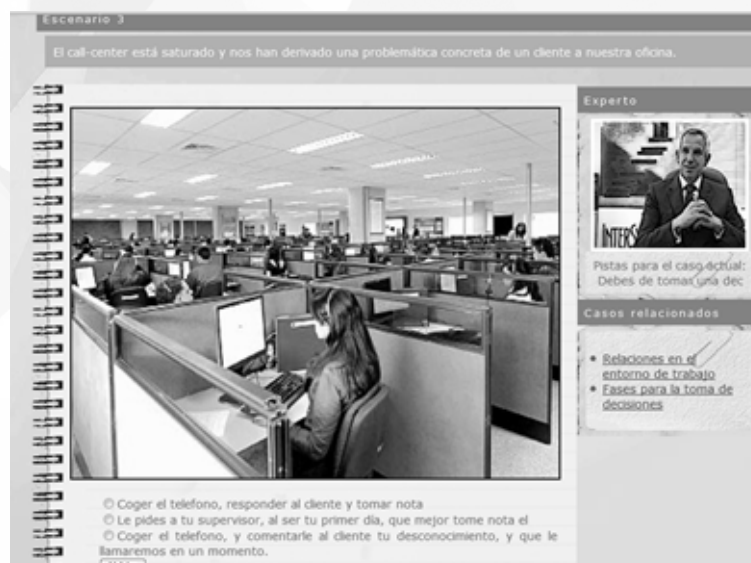 Escenario 3
El call-center está saturado y nos han derivado una problemática concreta de un cliente a nuestra oficina.
Experto
INTERS
Pistas para el caso actual:
Debes de tomar una dec
Casos relacionados
Relaciones en el
entorno de trabajo
Fases para la toma de
decisiones
Coger el telefono, responder al cliente y tomar nota
Le pides a tu supervisor, al ser tu primer día, que mejor tome nota el
Coger el telefono, y comentarle al cliente tu desconocimiento, y que le
llamaremos en un momento.